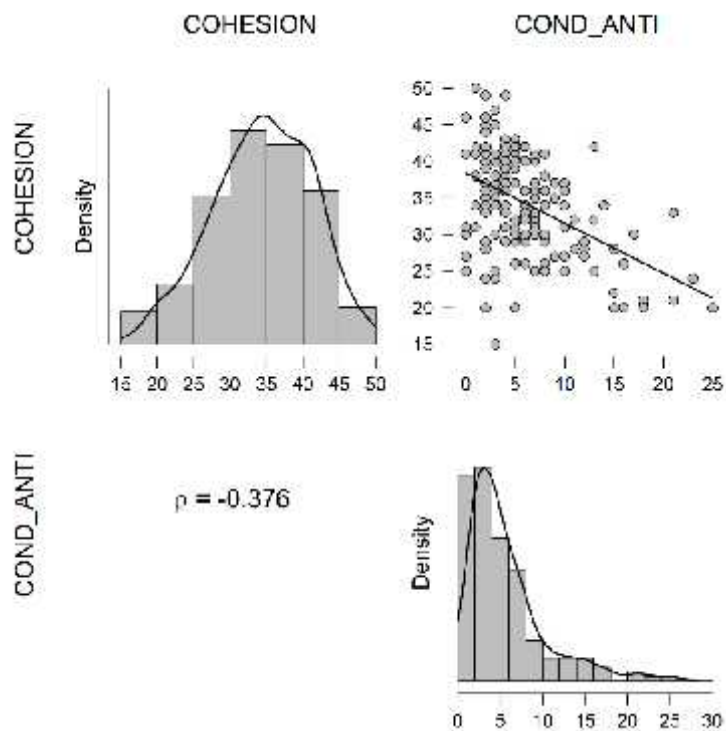 COHESION COND_ANTI
COHESION
Density
15 20 25 30 35 40 45 50
50
45
40
35
30
25
20
15
0 5 10 15 20 25
COND_ANTI
ρ = -0.376
Density
0 5 10 15 20 25 30